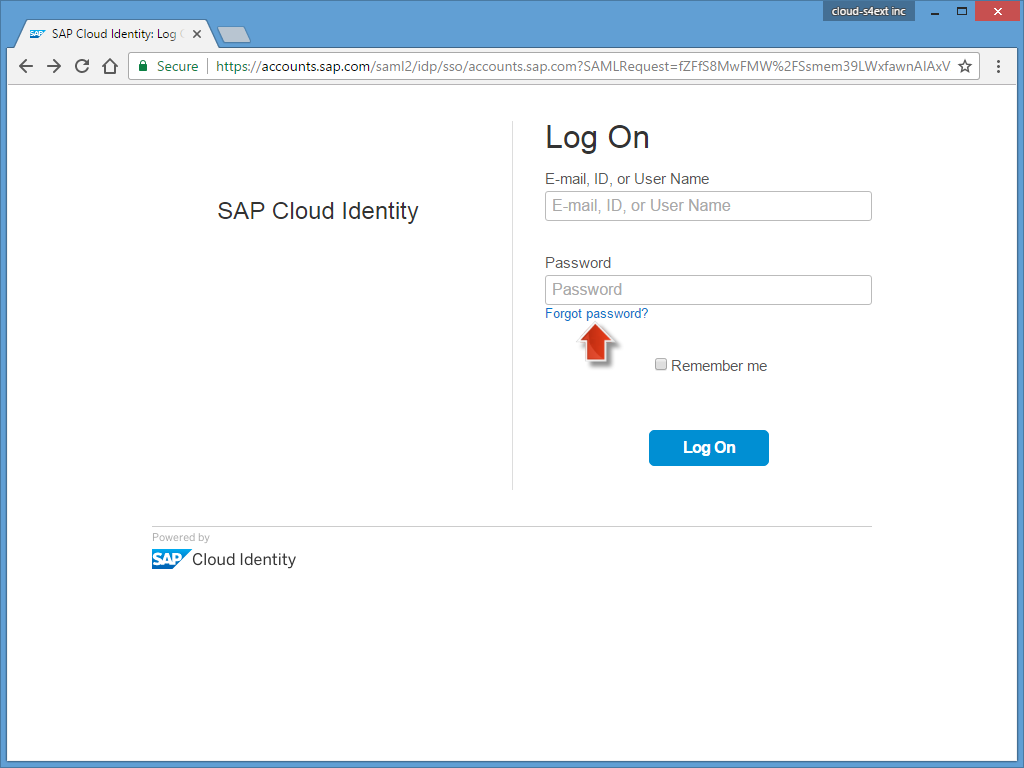 cloud-s4ext inc
SAP Cloud Identity: Log
Secure
https://accounts.sap.com/saml2/idp/sso/accounts.sap.com?SAMLRequest=fZFfS8MwFMW%2FSsmem39LWxfawnAIAxV
SAP Cloud Identity
Log On
E-mail, ID, or User Name
E-mail, ID, or User Name
Password
Password
Forgot password?
Remember me
Log On
Powered by
SAP Cloud Identity